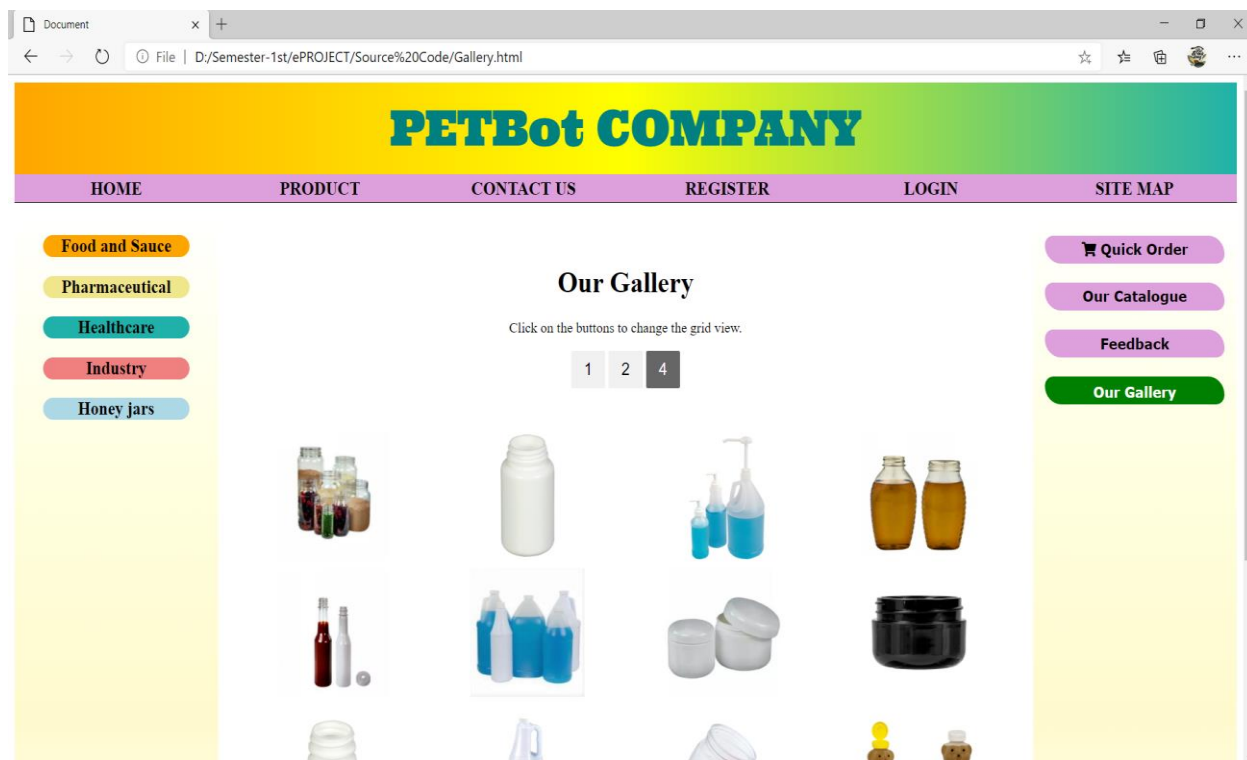 Document
File | D:/Semester-1st/ePROJECT/Source%20Code/Gallery.html
PETBot COMPANY
HOME PRODUCT CONTACT US REGISTER LOGIN SITE MAP
Food and Sauce
Pharmaceutical
Healthcare
Industry
Honey jars
Our Gallery
Click on the buttons to change the grid view.
1 2 4
Quick Order
Our Catalogue
Feedback
Our Gallery